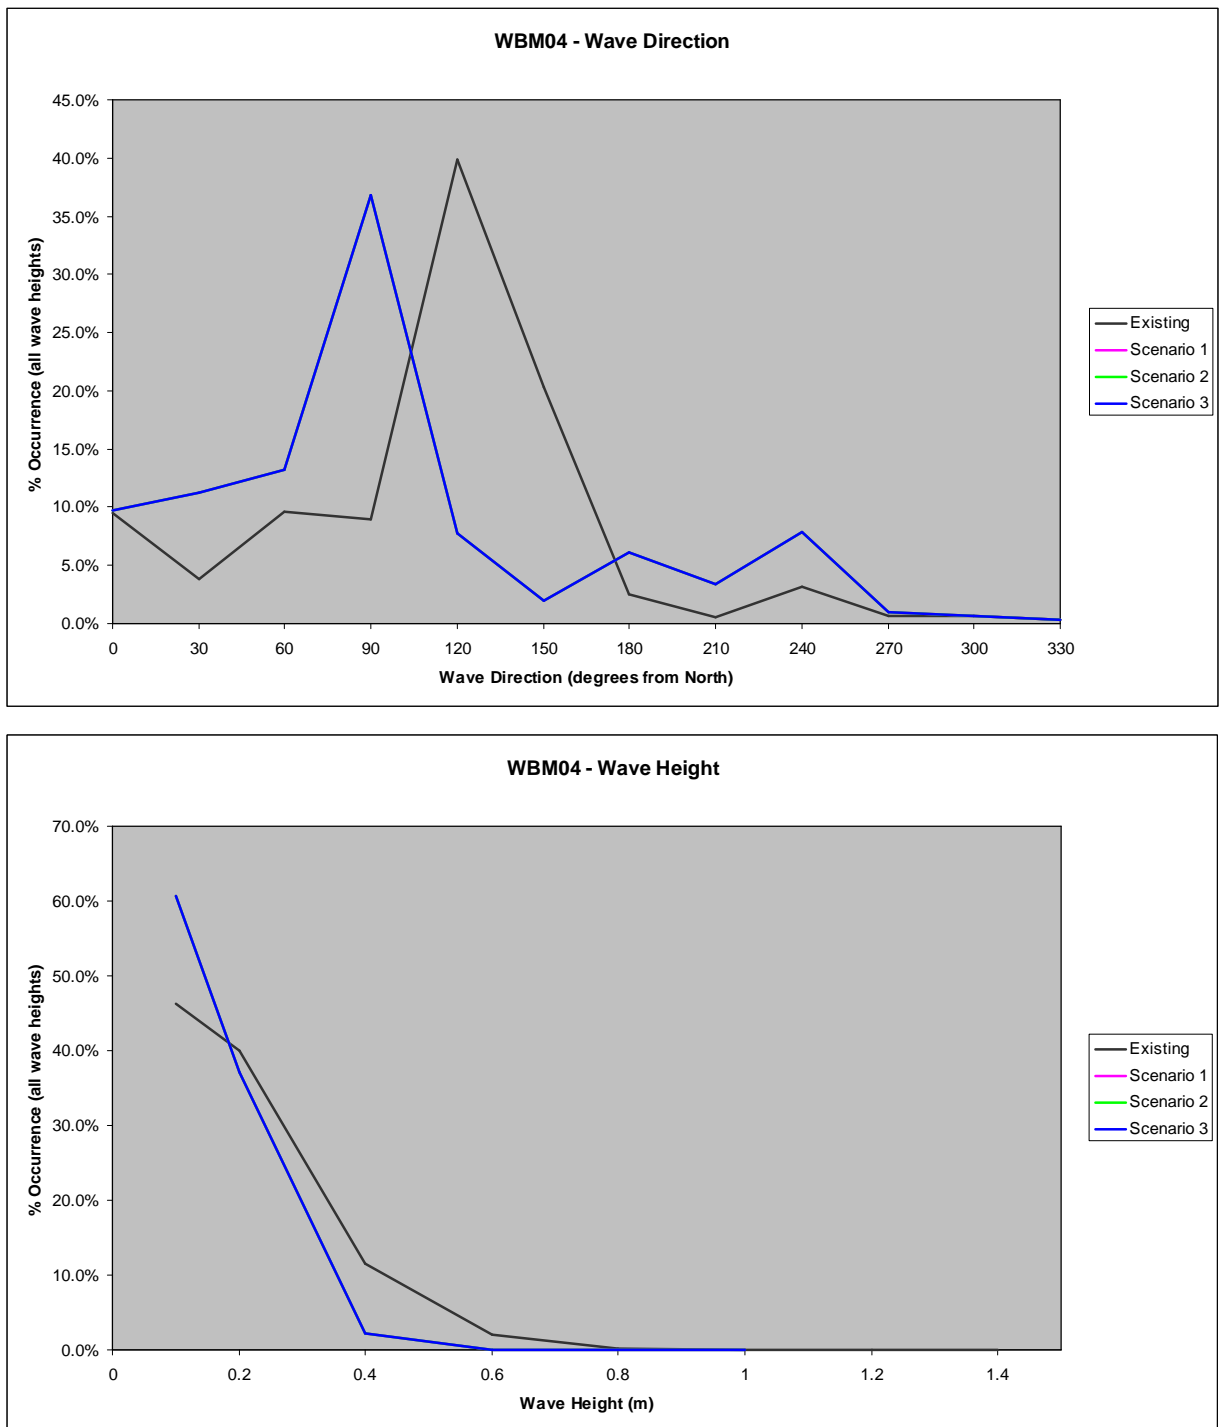 WBM04 - Wave Direction
45.0%
40.0%
35.0%
30.0%
25.0%
20.0%
15.0%
10.0%
5.0%
0.0%
% Occurrence (all wave heights)
0 30 60 90 120 150 180 210 240 270 300 330
Wave Direction (degrees from North)
Existing
Scenario 1
Scenario 2
Scenario 3
WBM04 - Wave Height
70.0%
60.0%
50.0%
40.0%
30.0%
20.0%
10.0%
0.0%
% Occurrence (all wave heights)
0 0.2 0.4 0.6 0.8 1 1.2 1.4
Wave Height (m)
Existing
Scenario 1
Scenario 2
Scenario 3